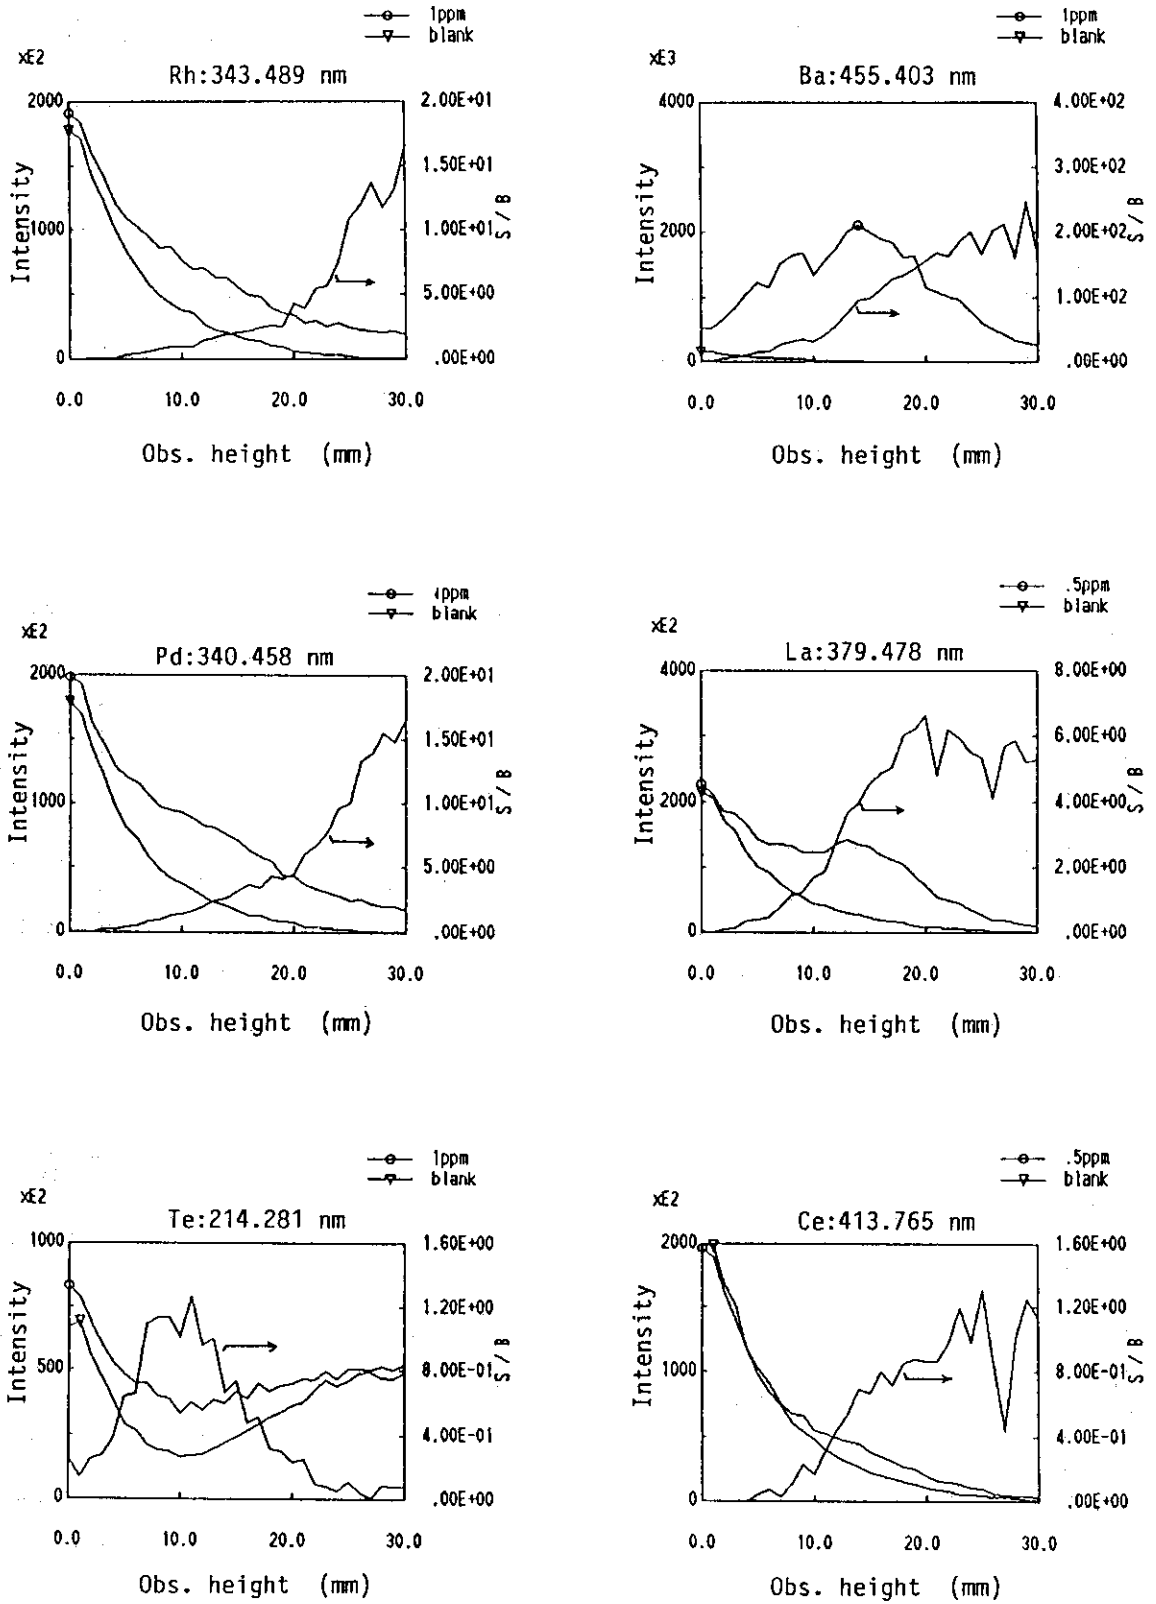 1ppm
blank
xE2
Rh:343.489 nm
2000
1000
0
Intensity
2.00E+01
1.50E+01
1.00E+01
5.00E+00
.00E+00
S/B
0.0 10.0 20.0 30.0
Obs. height (mm)
1ppm
blank
xE3
Ba:455.403 nm
4000
2000
0
Intensity
4.00E+02
3.00E+02
2.00E+02
1.00E+02
.00E+00
S/B
0.0 10.0 20.0 30.0
Obs. height (mm)
1ppm
blank
xE2
Pd:340.458 nm
2000
1000
0
Intensity
2.00E+01
1.50E+01
1.00E+01
5.00E+00
.00E+00
S/B
0.0 10.0 20.0 30.0
Obs. height (mm)
.5ppm
blank
xE2
La:379.478 nm
4000
2000
0
Intensity
8.00E+00
6.00E+00
4.00E+00
2.00E+00
.00E+00
S/B
0.0 10.0 20.0 30.0
Obs. height (mm)
1ppm
blank
xE2
Te:214.281 nm
1000
500
0
Intensity
1.60E+00
1.20E+00
8.00E-01
4.00E-01
.00E+00
S/B
0.0 10.0 20.0 30.0
Obs. height (mm)
.5ppm
blank
xE2
Ce:413.765 nm
2000
1000
0
Intensity
1.60E+00
1.20E+00
8.00E-01
4.00E-01
.00E+00
S/B
0.0 10.0 20.0 30.0
Obs. height (mm)